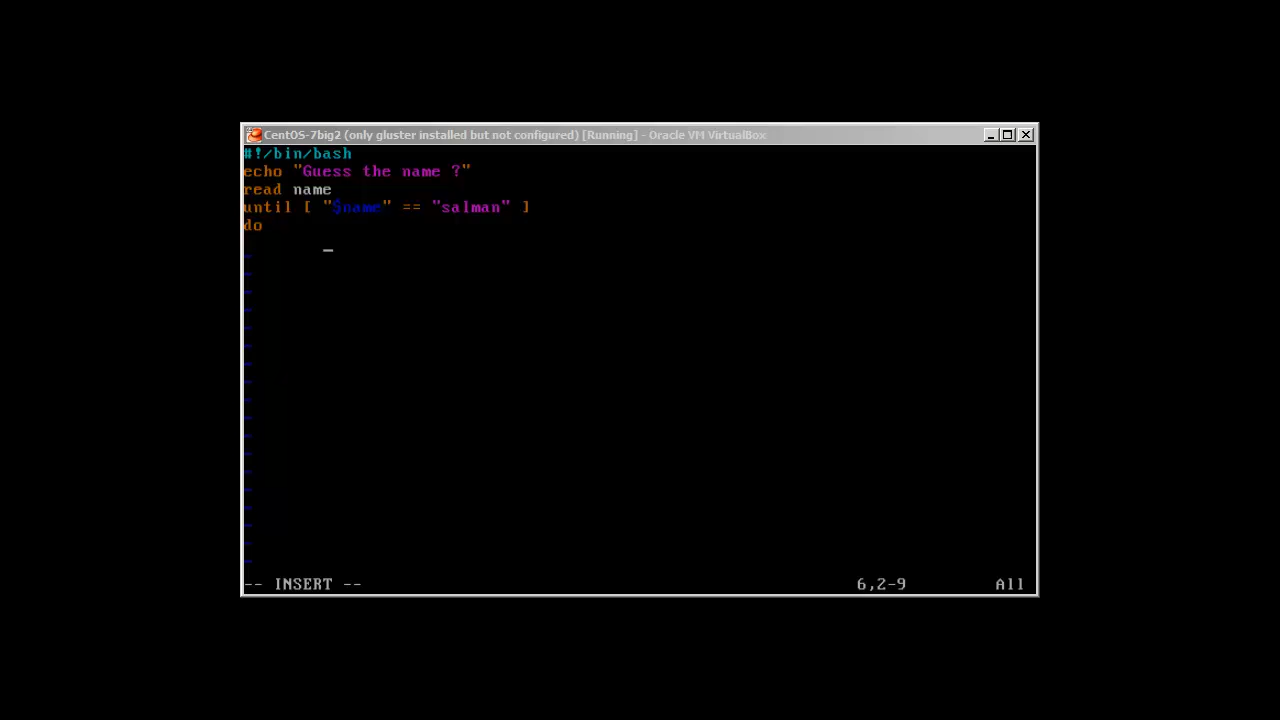 CentOS-7big2 (only gluster installed but not configured) [Running] - Oracle VM VirtualBox
#!/bin/bash
echo "Guess the name ?"
read name
until [ "$name" == "salman" ]
do
-- INSERT --    6,2-9    All